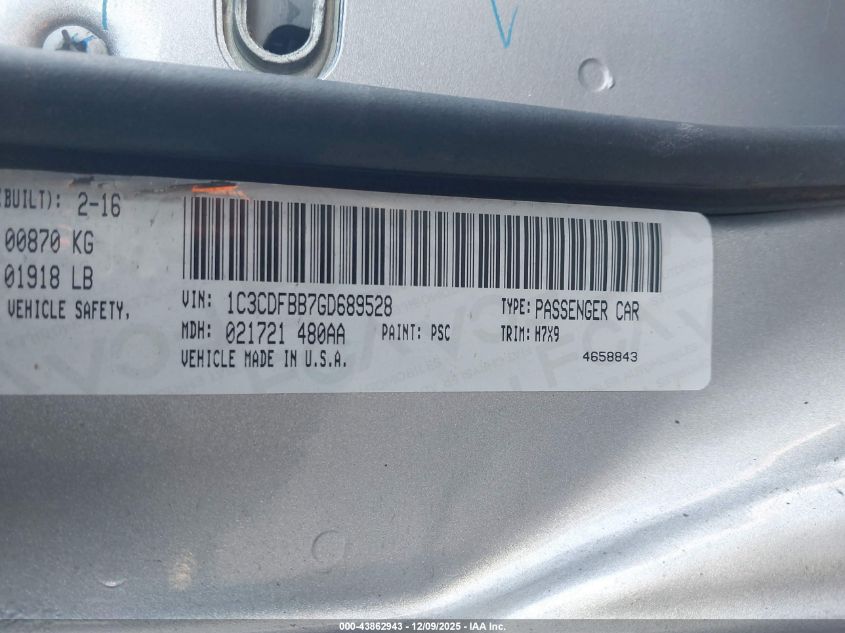 (BUILT): 2-16
00870 KG
01918 LB
VEHICLE SAFETY,
VIN: 1C3CDFBB7GD689528
TYPE: PASSENGER CAR
MDH: 021721 480AA PAINT: PSC TRIM: H7X9
VEHICLE MADE IN U.S.A.
4658843
000-43862943 - 12/09/2025 - IAA Inc.